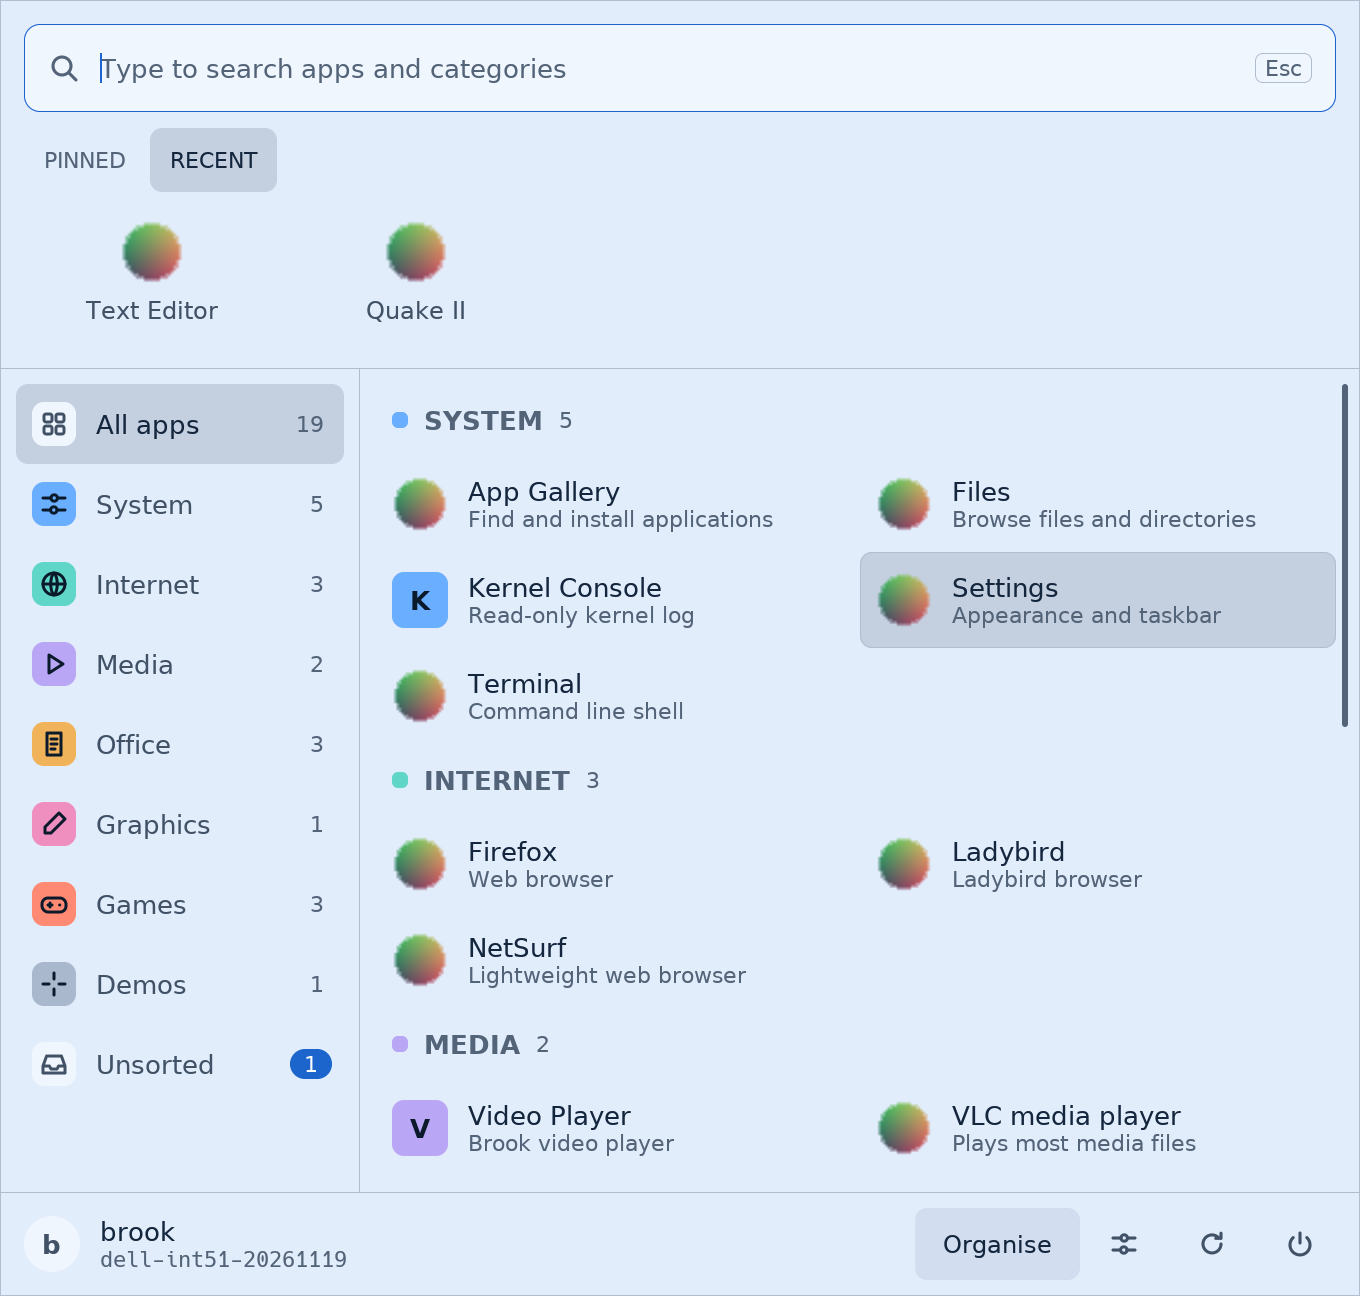 Type to search apps and categories
Esc
PINNED
RECENT
Text Editor
Quake II
All apps
19
System
5
Internet
3
Media
2
Office
3
Graphics
1
Games
3
Demos
1
Unsorted
1
SYSTEM 5
App Gallery
Find and install applications
Files
Browse files and directories
K
Kernel Console
Read-only kernel log
Settings
Appearance and taskbar
Terminal
Command line shell
INTERNET 3
Firefox
Web browser
Ladybird
Ladybird browser
NetSurf
Lightweight web browser
MEDIA 2
V
Video Player
Brook video player
VLC media player
Plays most media files
b
brook
dell-int51-20261119
Organise